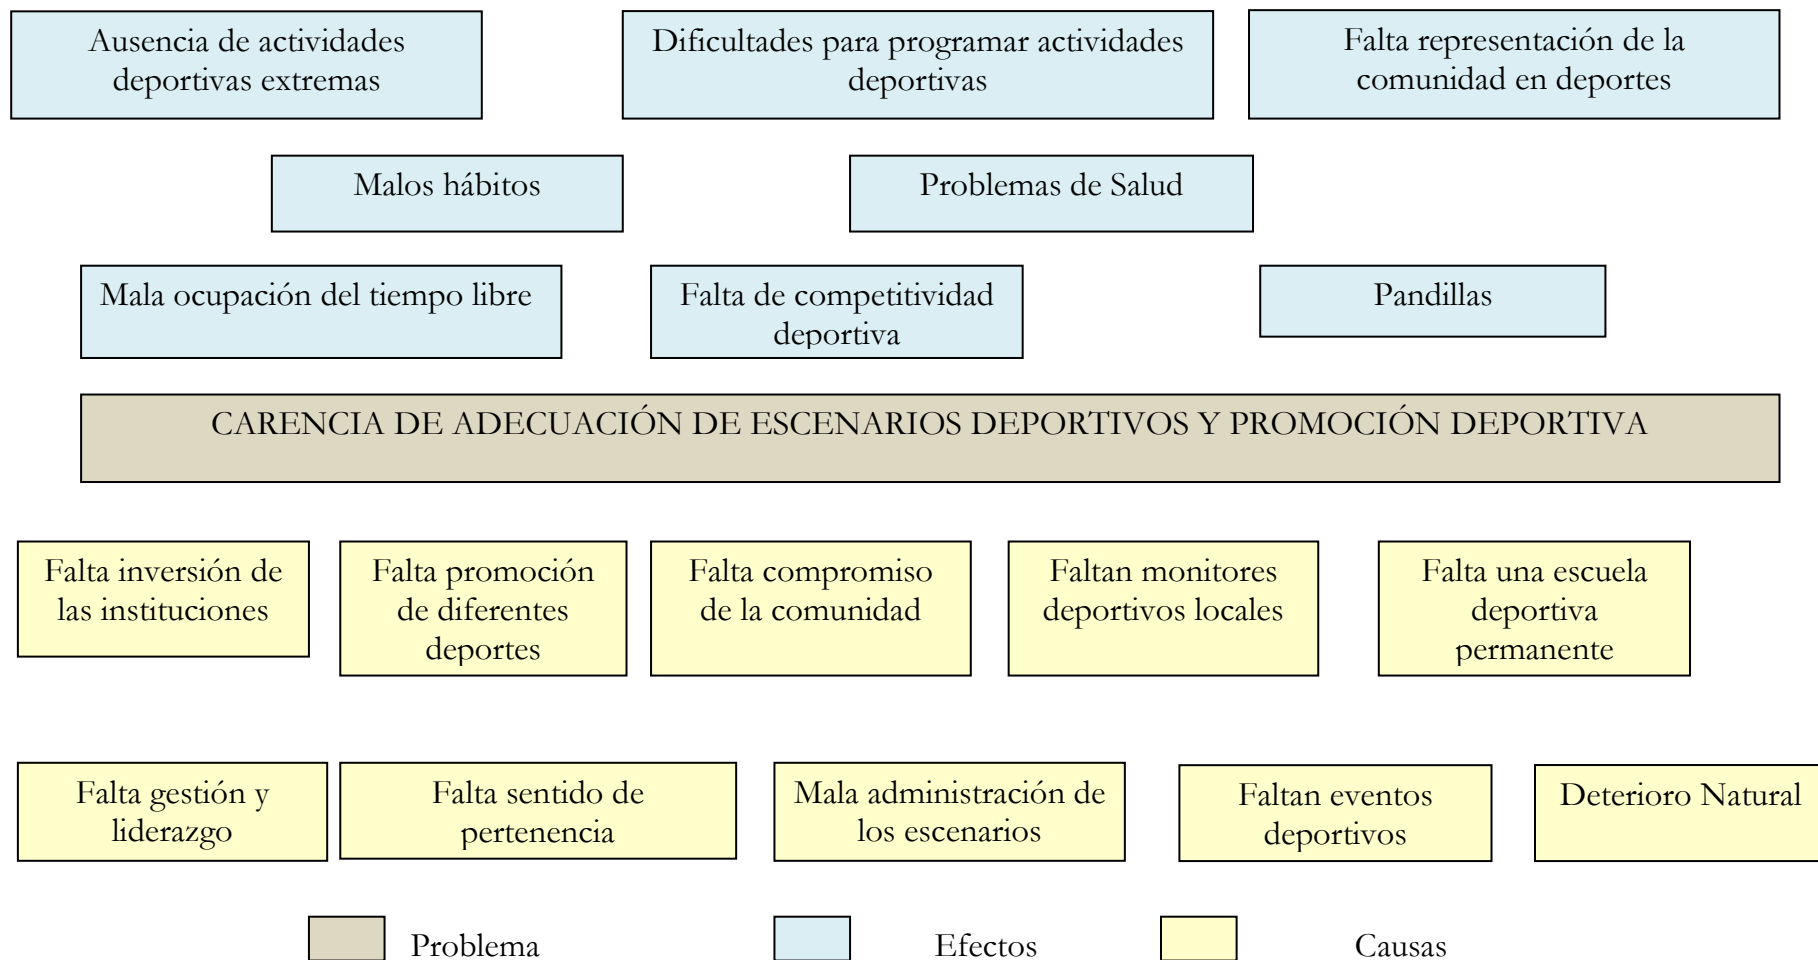 Ausencia de actividades
deportivas extremas
Dificultades para programar actividades
deportivas
Falta representación de la
comunidad en deportes
Malos hábitos
Problemas de Salud
Mala ocupación del tiempo libre
Falta de competitividad
deportiva
Pandillas
CARENCIA DE ADECUACIÓN DE ESCENARIOS DEPORTIVOS Y PROMOCIÓN DEPORTIVA
Falta inversión de
las instituciones
Falta promoción
de diferentes
deportes
Falta compromiso
de la comunidad
Faltan monitores
deportivos locales
Falta una escuela
deportiva
permanente
Falta gestión y
liderazgo
Falta sentido de
pertenencia
Mala administración de
los escenarios
Faltan eventos
deportivos
Deterioro Natural
Problema
Efectos
Causas